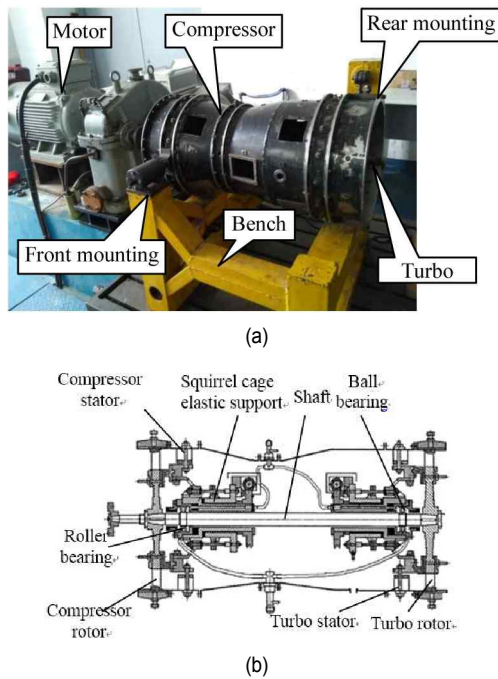 Motor
Compressor
Rear mounting
Front mounting
Bench
Turbo
(a)
Compressor
stator
Squirrel cage
elastic support
Shaft
Ball
bearing
Roller
bearing
Compressor
rotor
Turbo stator
Turbo rotor
(b)